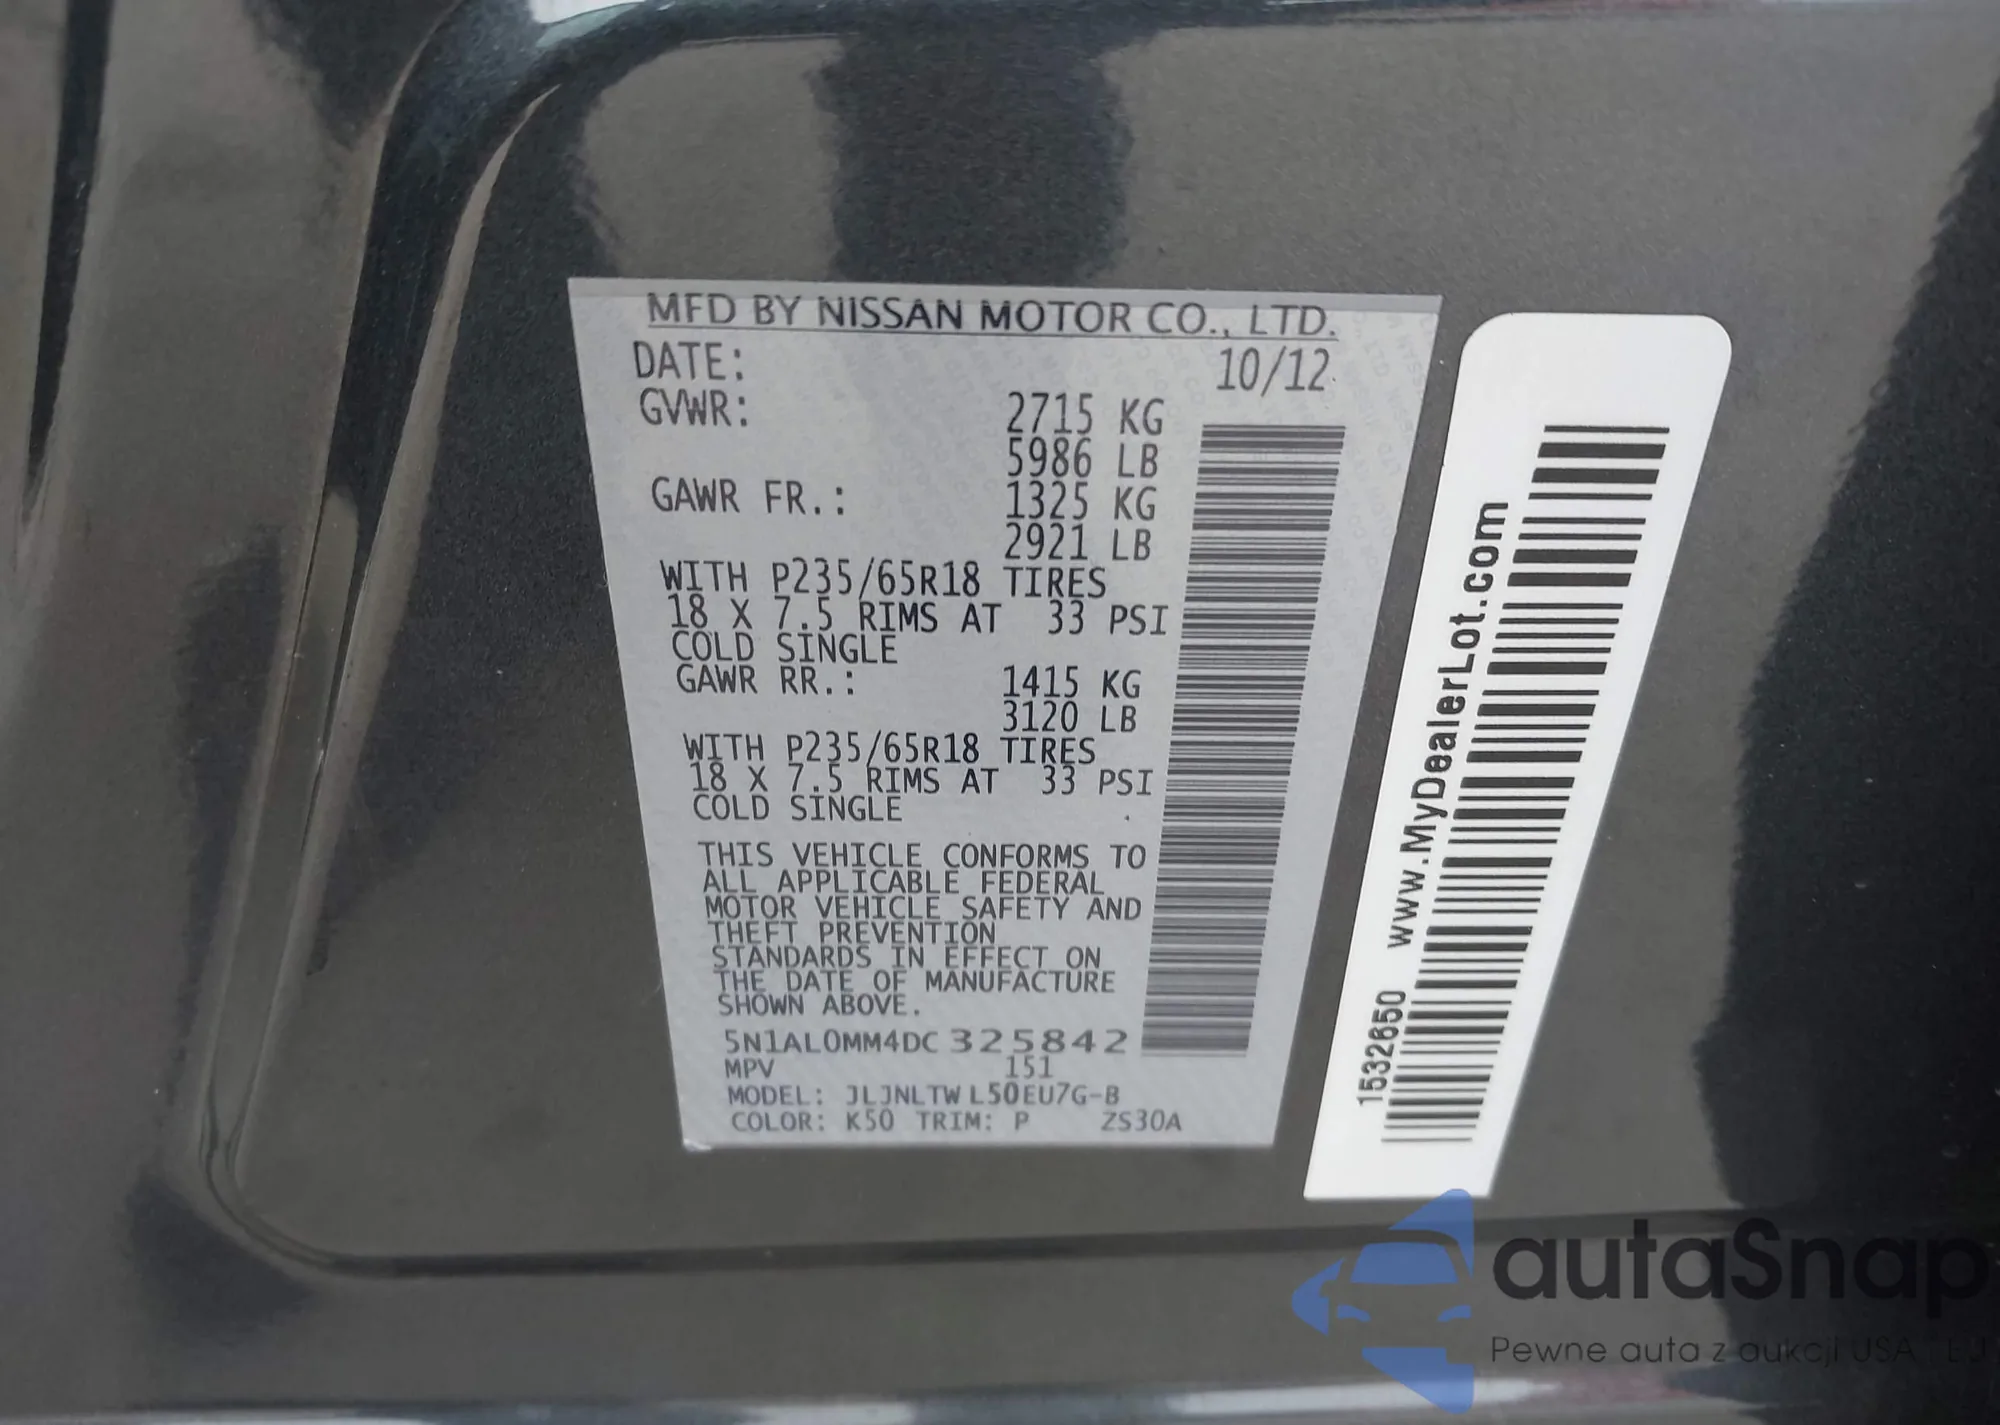 MFD BY NISSAN MOTOR CO., LTD.
DATE: 10/12
GVWR: 2715 KG
5986 LB
GAWR FR.: 1325 KG
2921 LB
WITH P235/65R18 TIRES
18 X 7.5 RIMS AT 33 PSI
COLD SINGLE
GAWR RR.: 1415 KG
3120 LB
WITH P235/65R18 TIRES
18 X 7.5 RIMS AT 33 PSI
COLD SINGLE
THIS VEHICLE CONFORMS TO
ALL APPLICABLE FEDERAL
MOTOR VEHICLE SAFETY AND
THEFT PREVENTION
STANDARDS IN EFFECT ON
THE DATE OF MANUFACTURE
SHOWN ABOVE.
5N1AL0MM4DC 325842
MPV 151
MODEL: JLJNLTW L50EU7G-B
COLOR: K50 TRIM: P ZS30A
1532650 www.MyDealerLot.com
autaSnap
Pewne auta z aukcji USA i EU